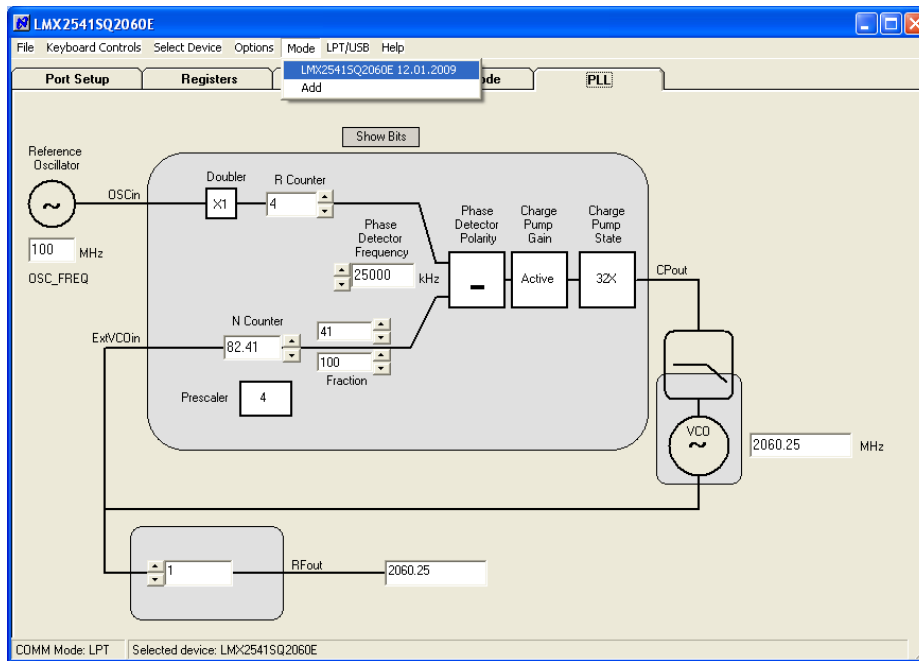 LMX2541SQ2060E
File Keyboard Controls Select Device Options Mode LPT/USB Help
LMX2541SQ2060E 12.01.2009
Add
Port Setup Registers ode PLL
Show Bits
Reference
Oscillator
OSCin
100 MHz
OSC_FREQ
Doubler
X1
R Counter
4
Phase
Detector
Frequency
25000 kHz
Phase
Detector
Polarity
-
Charge
Pump
Gain
Active
Charge
Pump
State
32X
CPout
ExtVCOin
N Counter
82.41
41
100
Fraction
Prescaler
4
VCO
2060.25 MHz
1
RFout
2060.25
COMM Mode: LPT Selected device: LMX2541SQ2060E